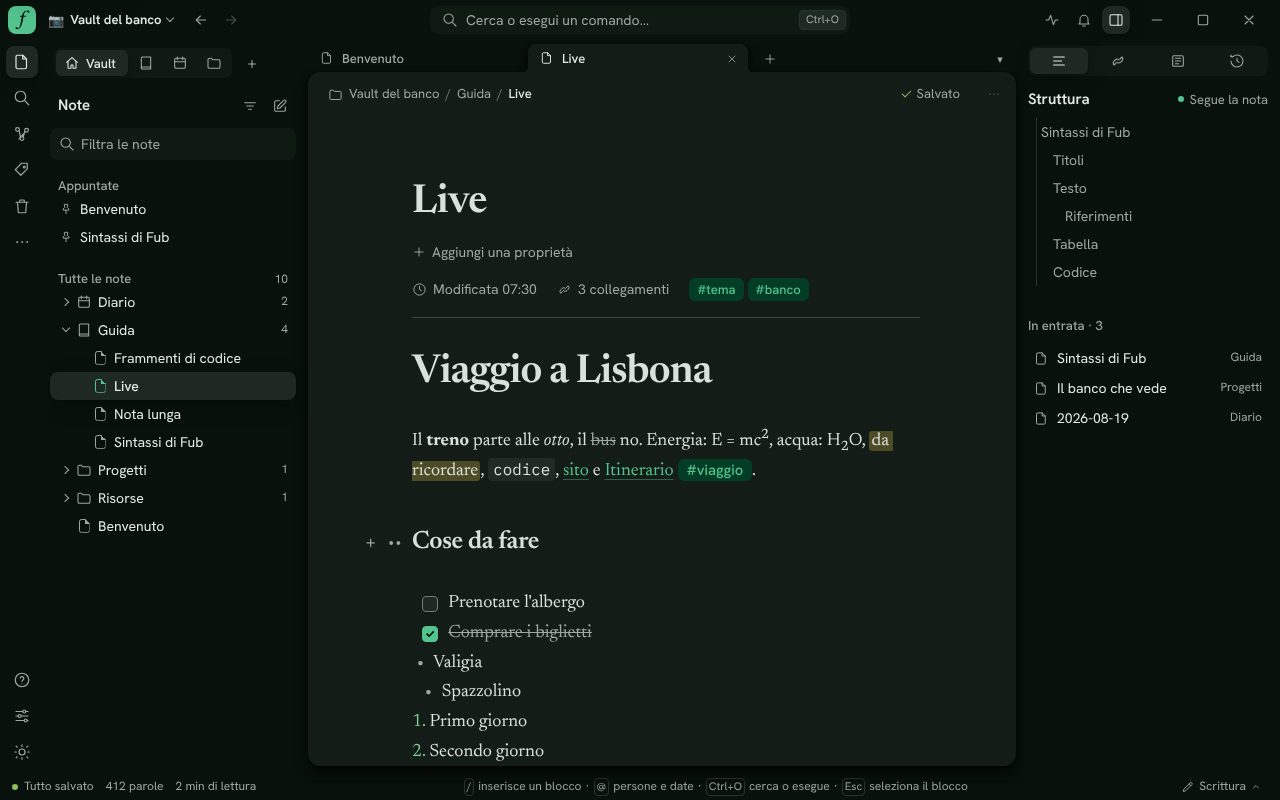 f Vault del banco
Cerca o esegui un comando... Ctrl+O
Vault
Benvenuto
Live
Note
Filtra le note
Appuntate
Benvenuto
Sintassi di Fub
Tutte le note 10
Diario 2
Guida 4
Frammenti di codice
Live
Nota lunga
Sintassi di Fub
Progetti 1
Risorse 1
Benvenuto
Vault del banco / Guida / Live
Salvato
Live
Aggiungi una proprietà
Modificata 07:30 3 collegamenti #tema #banco
Viaggio a Lisbona
Il treno parte alle otto, il bus no. Energia: E = mc², acqua: H₂O, da
ricordare, codice, sito e Itinerario #viaggio.
Cose da fare
Prenotare l'albergo
Comprare i biglietti
• Valigia
• Spazzolino
1. Primo giorno
2. Secondo giorno
Struttura Segue la nota
Sintassi di Fub
Titoli
Testo
Riferimenti
Tabella
Codice
In entrata · 3
Sintassi di Fub Guida
Il banco che vede Progetti
2026-08-19 Diario
Tutto salvato 412 parole 2 min di lettura
/ inserisce un blocco · @ persone e date · Ctrl+O cerca o esegue · Esc seleziona il blocco
Scrittura